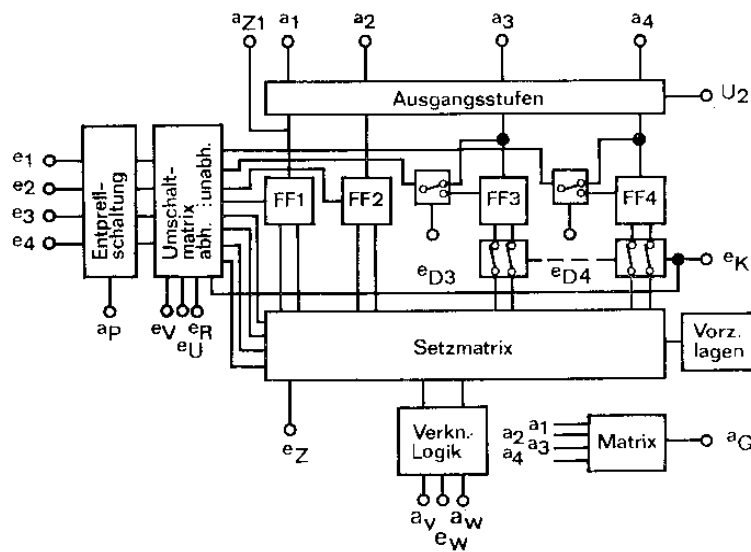 aZ1 a1 a2 a3 a4
Ausgangsstufen
U2
e1
e2
e3
e4
Entprell-
schaltung
Umschalt-
matrix
abh. : unabh.
FF1
FF2
FF3
FF4
eD3
eD4
eK
aP
eV
eU
eR
Setzmatrix
Vorz.
lagen
eZ
Verkn.-
Logik
a1
a2
a3
a4
Matrix
aG
aV
eW
aW